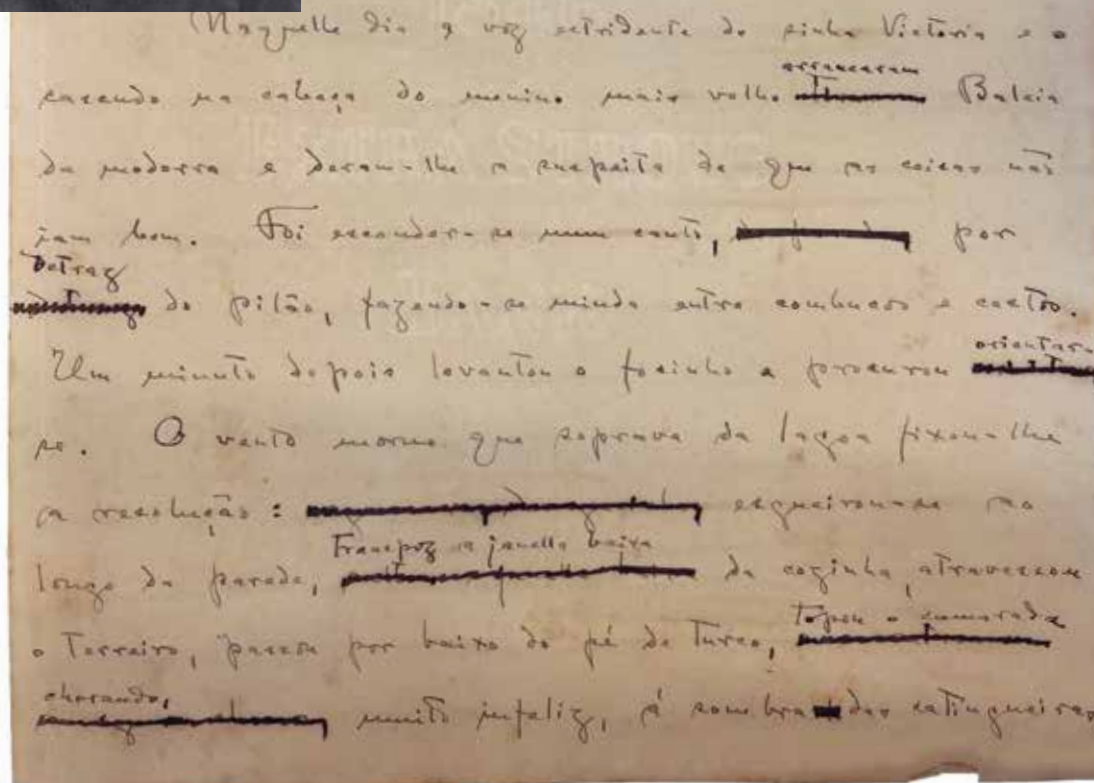 Naquelle dia a voz estridente de sinha Victoria e o
arrancaram
cascudo na cabeça do menino mais velho Baleia
da modorra e deram-lhe a suspeita de que as coisas não
iam bem. Foi esconder-se num canto, por
detraz
do pilão, fazendo-se miuda entre e cestos.
orientar-
Um minuto depois levantou o focinho e procurou
se. O vento morno que soprava da lagoa fixou-lhe
a resolução: esgueirou-se ao
Transpoz a janella baixa
longo da parede, da cozinha, atravessou
topou o camarada
o Terreiro, passou por baixo do pé de Turco,
chorando,
muito infeliz, á sombra das catingueiras